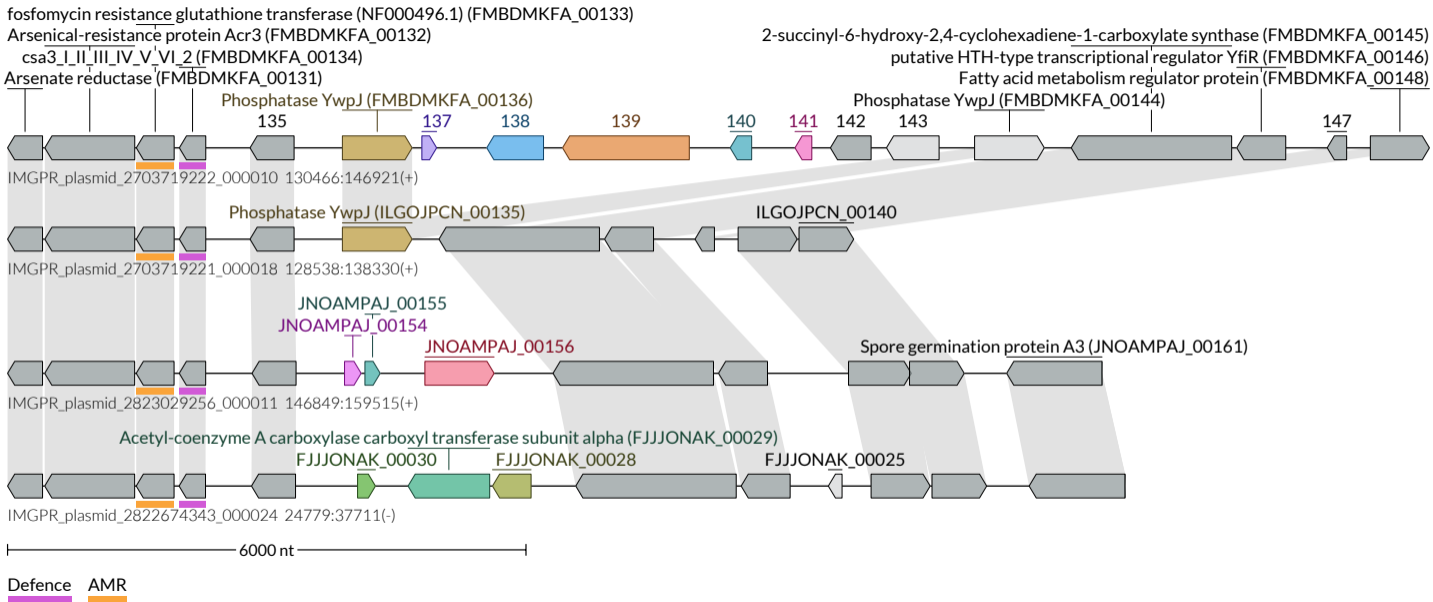 fosfomycin resistance glutathione transferase (NF000496.1) (FMBDMKFA_00133)
Arsenical-resistance protein Acr3 (FMBDMKFA_00132)
2-succinyl-6-hydroxy-2,4-cyclohexadiene-1-carboxylate synthase (FMBDMKFA_00145)
csa3_I_II_III_IV_V_VI_2 (FMBDMKFA_00134)
putative HTH-type transcriptional regulator YfiR (FMBDMKFA_00146)
Arsenate reductase (FMBDMKFA_00131)
Fatty acid metabolism regulator protein (FMBDMKFA_00148)
Phosphatase YwpJ (FMBDMKFA_00136)
Phosphatase YwpJ (FMBDMKFA_00144)
135 137 138 139 140 141 142 143 147
IMGPR_plasmid_2703719222_000010 130466:146921(+)
Phosphatase YwpJ (ILGOJPCN_00135)
ILGOJPCN_00140
IMGPR_plasmid_2703719221_000018 128538:138330(+)
JNOAMPAJ_00155
JNOAMPAJ_00154
JNOAMPAJ_00156
Spore germination protein A3 (JNOAMPAJ_00161)
IMGPR_plasmid_2823029256_000011 146849:159515(+)
Acetyl-coenzyme A carboxylase carboxyl transferase subunit alpha (FJJJONAK_00029)
FJJJONAK_00030
FJJJONAK_00028
FJJJONAK_00025
IMGPR_plasmid_2822674343_000024 24779:37711(-)
6000 nt
Defence AMR